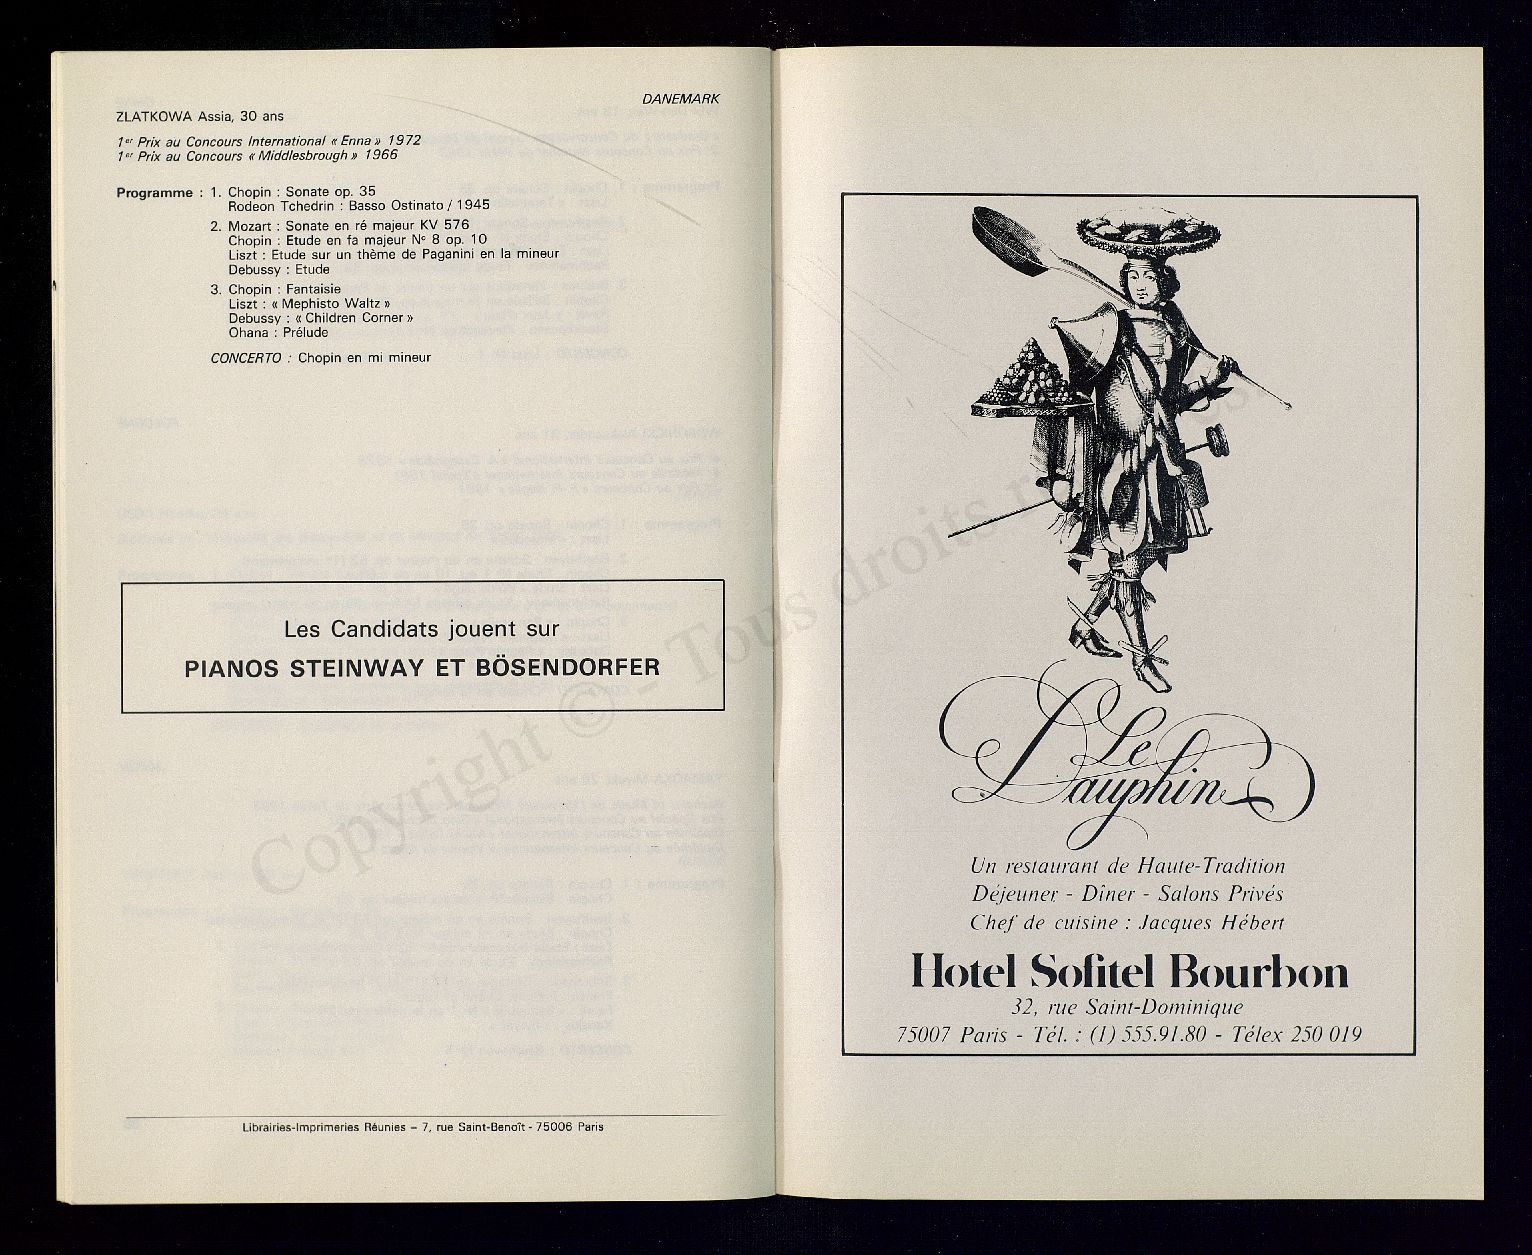 DANEMARK
ZLATKOWA Assia, 30 ans
1er Prix au Concours International « Enna » 1972
1er Prix au Concours « Middlesbrough » 1966
Programme : 1. Chopin : Sonate op. 35
Rodeon Tchedrin : Basso Ostinato / 1945
2. Mozart : Sonate en ré majeur KV 576
Chopin : Etude en fa majeur N° 8 op. 10
Liszt : Etude sur un thème de Paganini en la mineur
Debussy : Etude
3. Chopin : Fantaisie
Liszt : « Mephisto Waltz »
Debussy : « Children Corner »
Ohana : Prélude
CONCERTO : Chopin en mi mineur
Les Candidats jouent sur
PIANOS STEINWAY ET BÖSENDORFER
Librairies-Imprimeries Réunies – 7, rue Saint-Benoît - 75006 Paris
Le
Dauphin
Un restaurant de Haute-Tradition
Déjeuner - Dîner - Salons Privés
Chef de cuisine : Jacques Hébert
Hotel Sofitel Bourbon
32, rue Saint-Dominique
75007 Paris - Tél. : (1) 555.91.80 - Télex 250 019
Copyright © - Tous droits